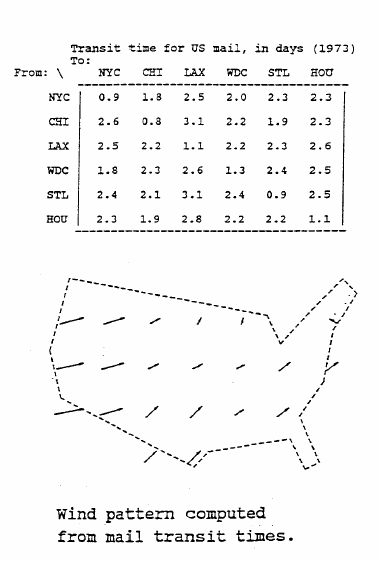 Transit time for US mail, in days (1973)
To:
From: \ NYC CHI LAX WDC STL HOU
NYC 0.9 1.8 2.5 2.0 2.3 2.3
CHI 2.6 0.8 3.1 2.2 1.9 2.3
LAX 2.5 2.2 1.1 2.2 2.3 2.6
WDC 1.8 2.3 2.6 1.3 2.4 2.5
STL 2.4 2.1 3.1 2.4 0.9 2.5
HOU 2.3 1.9 2.8 2.2 2.2 1.1
Wind pattern computed
from mail transit times.